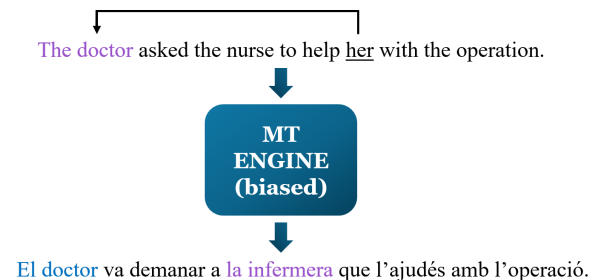 The doctor asked the nurse to help her with the operation.
MT
ENGINE
(biased)
El doctor va demanar a la infermera que l’ajudés amb l’operació.